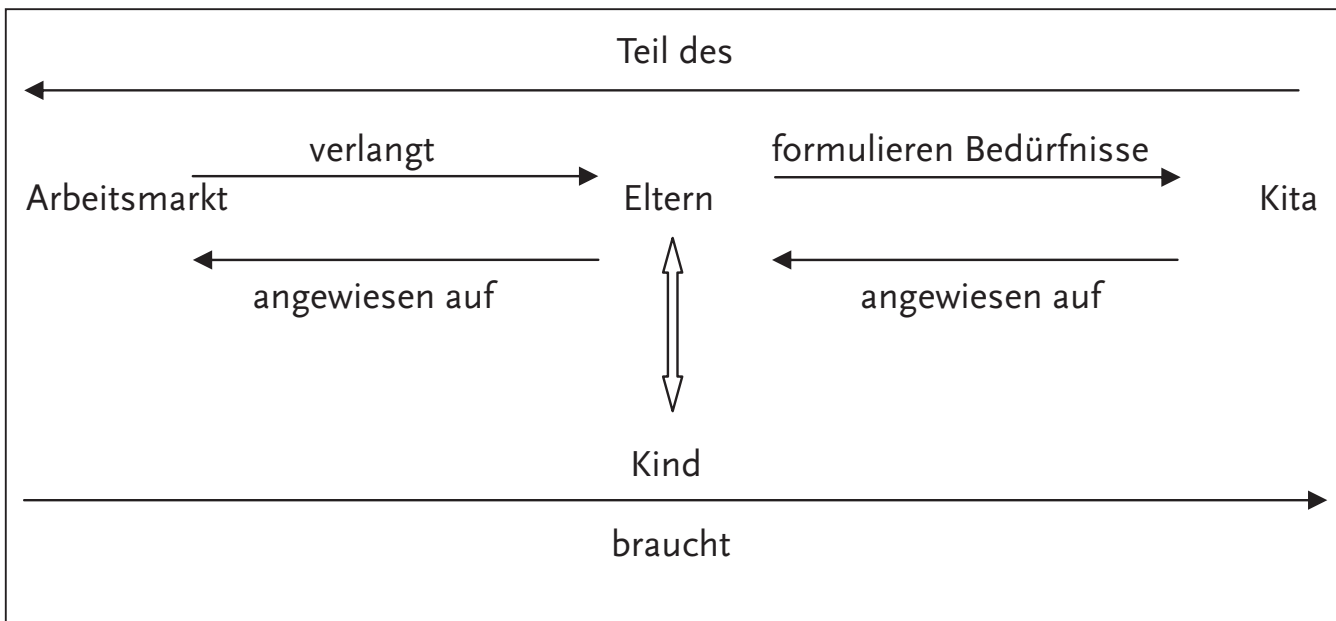 Teil des
verlangt
formulieren Bedürfnisse
Arbeitsmarkt
Eltern
Kita
angewiesen auf
angewiesen auf
Kind
braucht